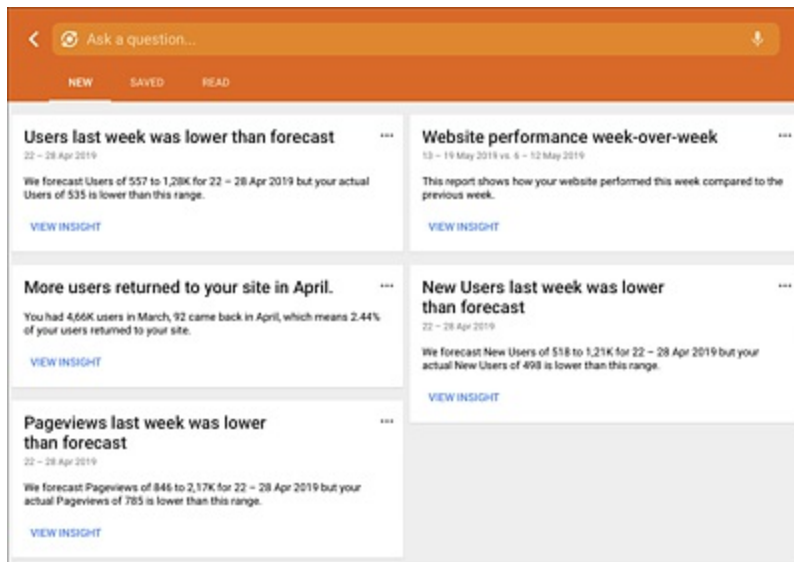 Ask a question...
NEW SAVED READ
Users last week was lower than forecast
22 – 28 Apr 2019
We forecast Users of 557 to 1,28K for 22 – 28 Apr 2019 but your actual
Users of 535 is lower than this range.
VIEW INSIGHT
More users returned to your site in April.
You had 4,66K users in March, 92 came back in April, which means 2.44%
of your users returned to your site.
VIEW INSIGHT
Pageviews last week was lower
than forecast
22 – 28 Apr 2019
We forecast Pageviews of 846 to 2,17K for 22 – 28 Apr 2019 but your
actual Pageviews of 785 is lower than this range.
VIEW INSIGHT
Website performance week-over-week
13 – 19 May 2019 vs. 6 – 12 May 2019
This report shows how your website performed this week compared to the
previous week.
VIEW INSIGHT
New Users last week was lower
than forecast
22 – 28 Apr 2019
We forecast New Users of 518 to 1,21K for 22 – 28 Apr 2019 but your
actual New Users of 498 is lower than this range.
VIEW INSIGHT